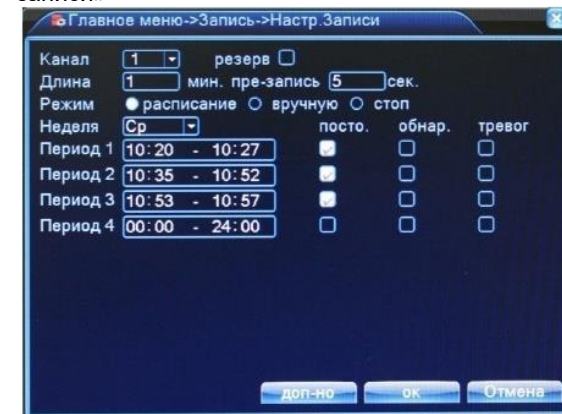 Главное меню->Запись->Настр.Записи
Канал 1 резерв
Длина 1 мин. пре-запись 5 сек.
Режим расписание вручную стоп
Неделя Ср посто. обнар. тревог
Период 1 10:20 - 10:27
Период 2 10:35 - 10:52
Период 3 10:53 - 10:57
Период 4 00:00 - 24:00
доп-но ок Отмена